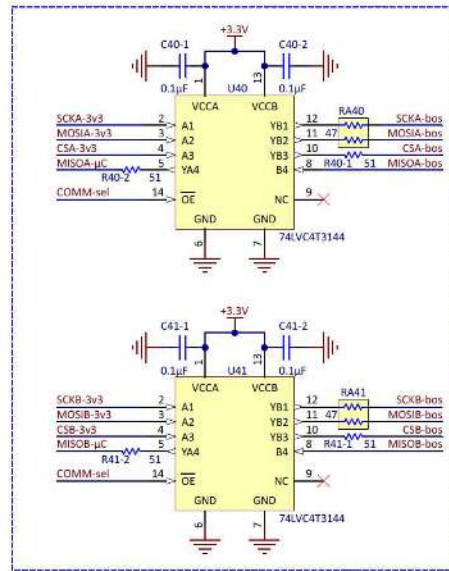 +3.3V
C40-1 C40-2
1 13
0.1µF U40 0.1µF
VCCA VCCB
SCKA-3v3 2 A1 YB1 12 RA40 SCKA-bos
MOSIA-3v3 3 A2 YB2 11 47 MOSIA-bos
CSA-3v3 4 A3 YB3 10 CSA-bos
MISOA-µC 5 YA4 B4 8 R40-1 51 MISOA-bos
R40-2 51
COMM-sel 14 OE NC 9
GND GND
6 7 74LVC4T3144
+3.3V
C41-1 C41-2
1 13
0.1µF U41 0.1µF
VCCA VCCB
SCKB-3v3 2 A1 YB1 12 RA41 SCKB-bos
MOSIB-3v3 3 A2 YB2 11 47 MOSIB-bos
CSB-3v3 4 A3 YB3 10 CSB-bos
MISOB-µC 5 YA4 B4 8 R41-1 51 MISOB-bos
R41-2 51
COMM-sel 14 OE NC 9
GND GND
6 7 74LVC4T3144